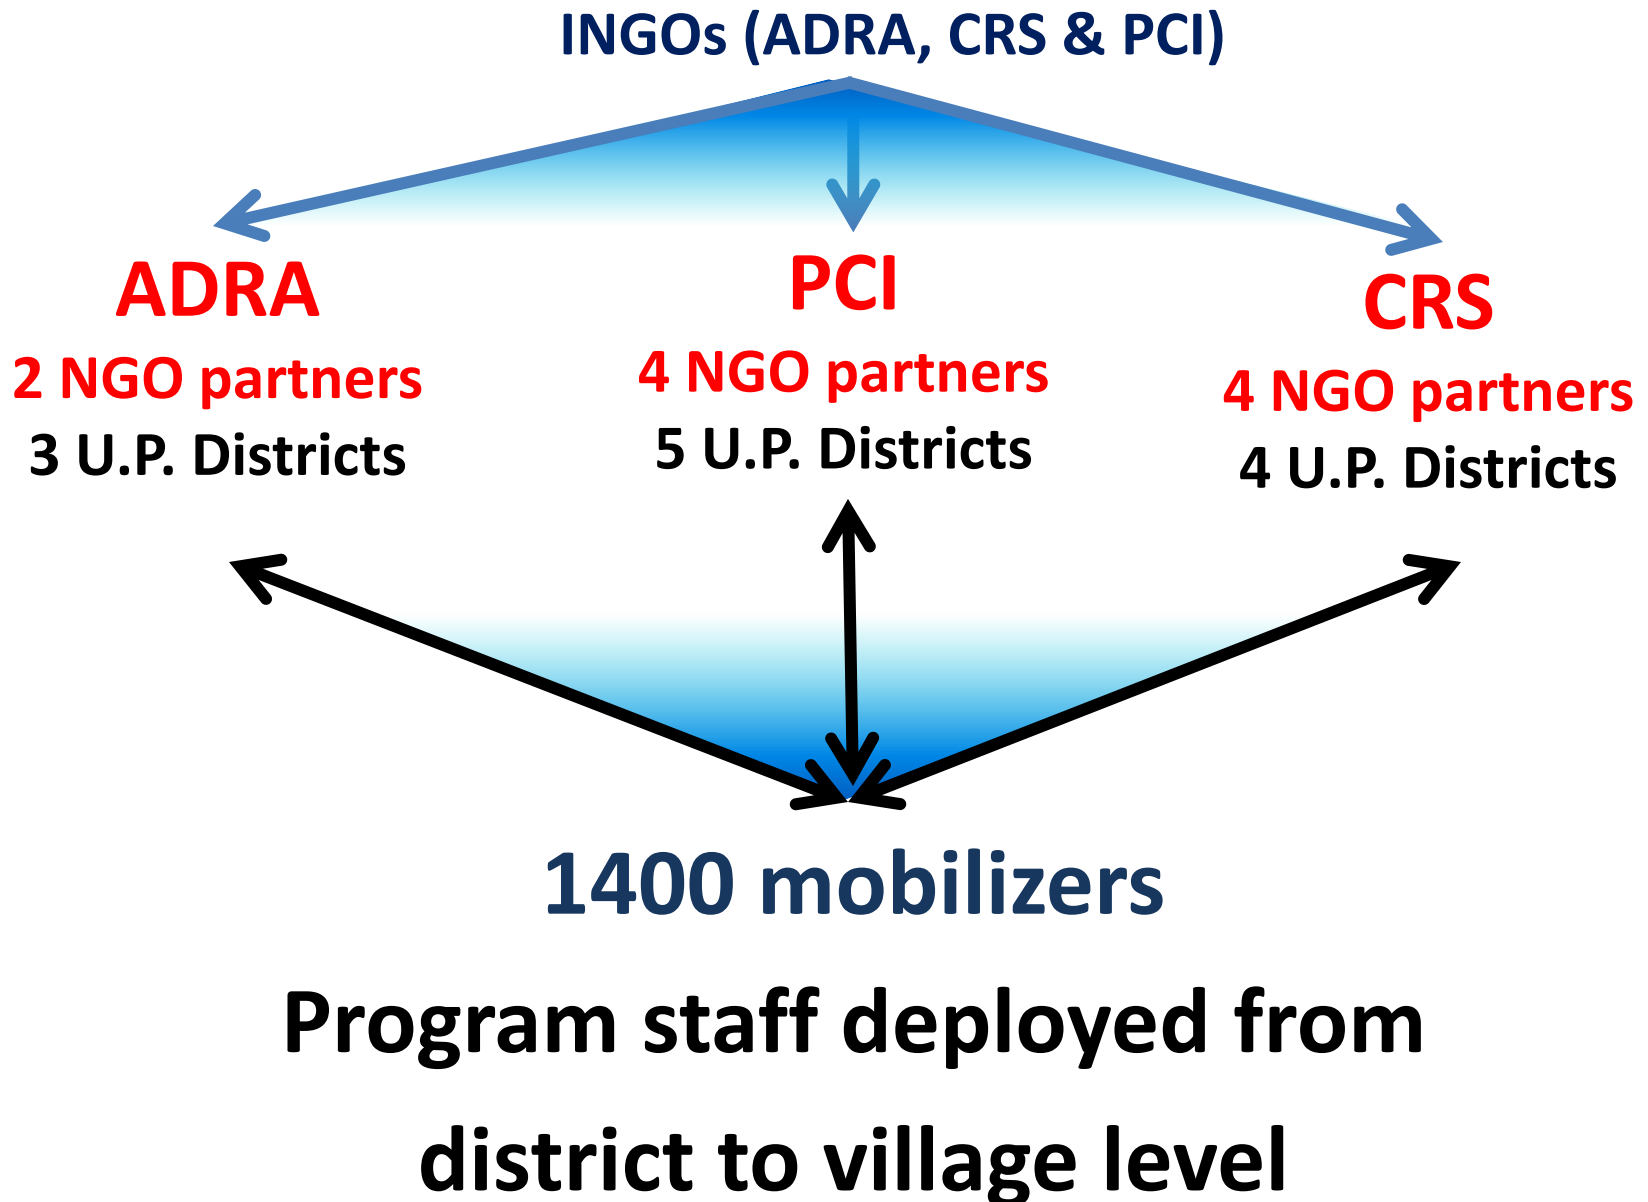 INGOs (ADRA, CRS & PCI)
ADRA
2 NGO partners
3 U.P. Districts
PCI
4 NGO partners
5 U.P. Districts
CRS
4 NGO partners
4 U.P. Districts
1400 mobilizers
Program staff deployed from
district to village level